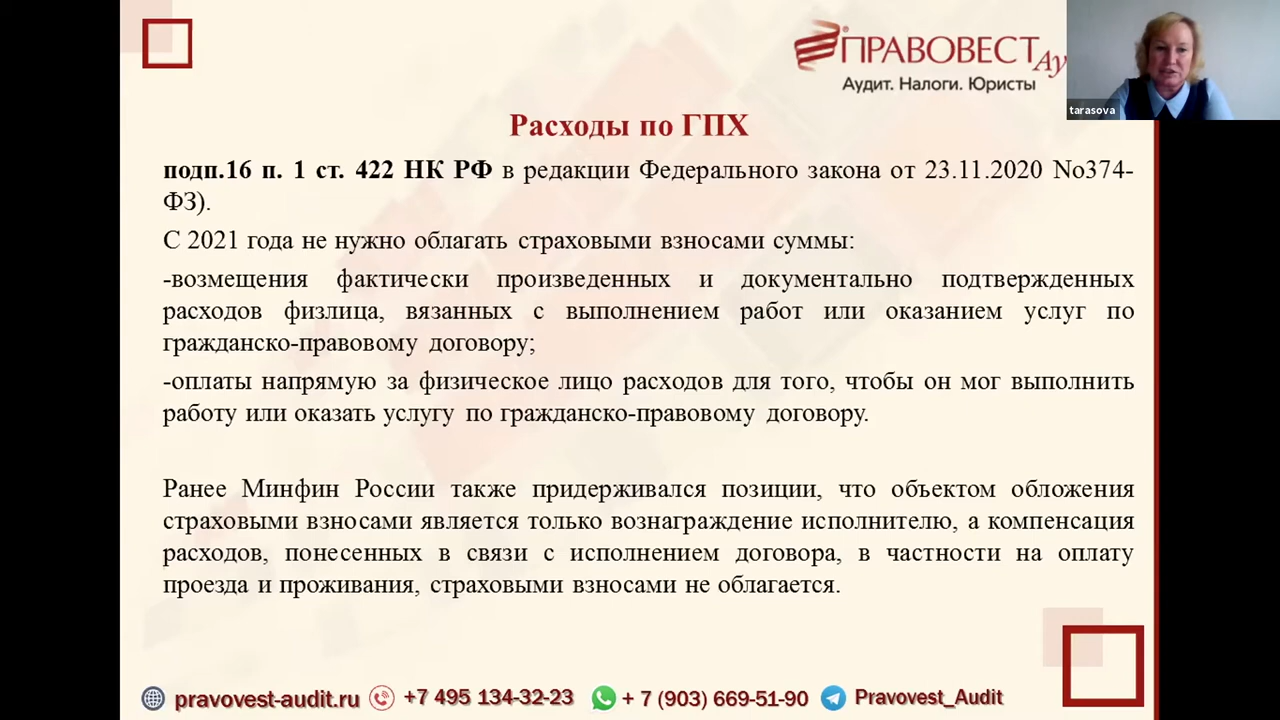 ПРАВОВЕСТ Ау
Аудит. Налоги. Юристы
tarasova
Расходы по ГПХ
подп.16 п. 1 ст. 422 НК РФ в редакции Федерального закона от 23.11.2020 No374-
ФЗ).
С 2021 года не нужно облагать страховыми взносами суммы:
-возмещения фактически произведенных и документально подтвержденных
расходов физлица, вязанных с выполнением работ или оказанием услуг по
гражданско-правовому договору;
-оплаты напрямую за физическое лицо расходов для того, чтобы он мог выполнить
работу или оказать услугу по гражданско-правовому договору.
Ранее Минфин России также придерживался позиции, что объектом обложения
страховыми взносами является только вознаграждение исполнителю, а компенсация
расходов, понесенных в связи с исполнением договора, в частности на оплату
проезда и проживания, страховыми взносами не облагается.
pravovest-audit.ru +7 495 134-32-23 + 7 (903) 669-51-90 Pravovest_Audit